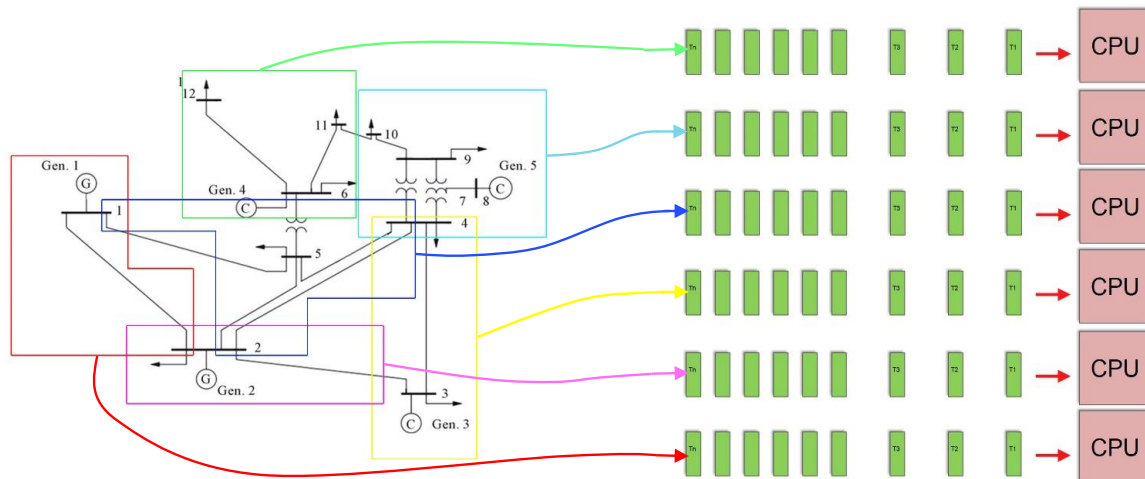 Tn T3 T2 T1 CPU
1
12
11
10
9
Gen. 5
C
7
8
Gen. 4
C
6
4
Gen. 1
G
1
5
2
G
Gen. 2
3
C
Gen. 3
Tn T3 T2 T1 CPU
Tn T3 T2 T1 CPU
Tn T3 T2 T1 CPU
Tn T3 T2 T1 CPU
Tn T3 T2 T1 CPU